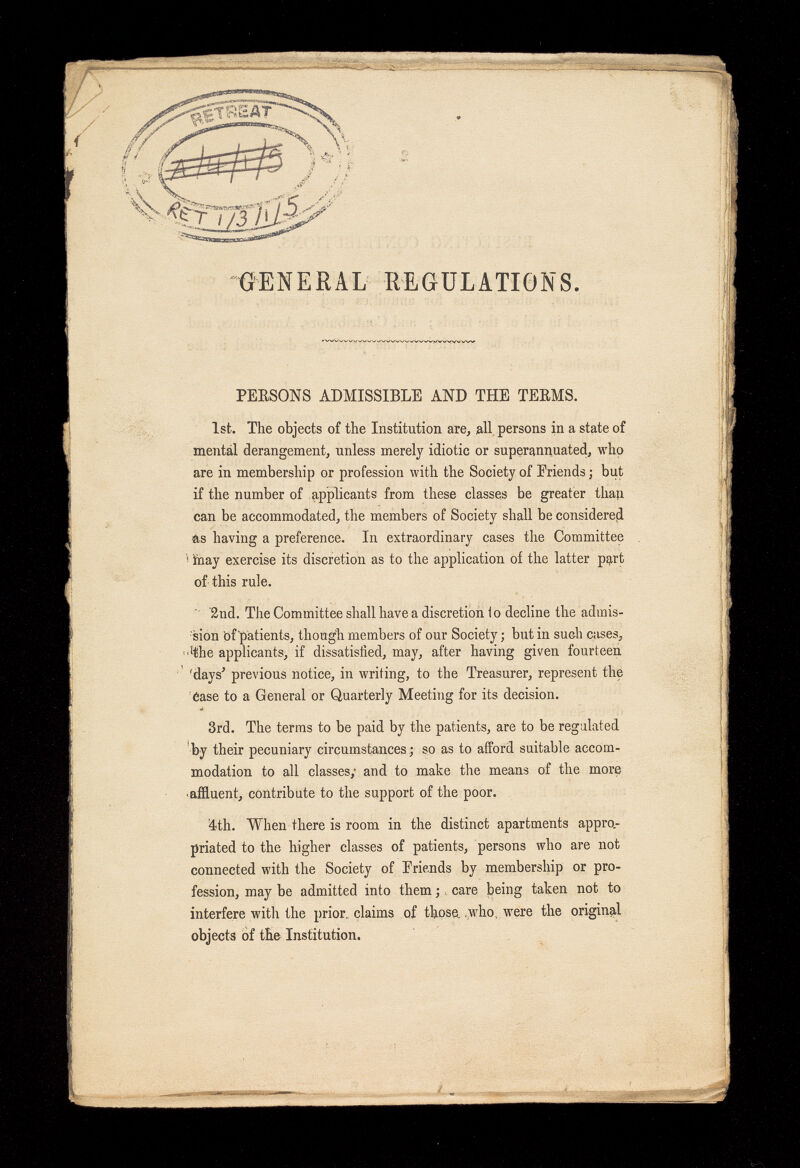 RETREAT
A/4/1/5
RET 1/3/1/5
GENERAL REGULATIONS.
PERSONS ADMISSIBLE AND THE TERMS.
1st. The objects of the Institution are, all persons in a state of
mental derangement, unless merely idiotic or superannuated, who
are in membership or profession with the Society of Friends; but
if the number of applicants from these classes be greater than
can be accommodated, the members of Society shall be considered
as having a preference. In extraordinary cases the Committee
may exercise its discretion as to the application of the latter part
of this rule.
2nd. The Committee shall have a discretion to decline the admis-
sion of patients, though members of our Society; but in such cases,
the applicants, if dissatisfied, may, after having given fourteen
days' previous notice, in writing, to the Treasurer, represent the
case to a General or Quarterly Meeting for its decision.
3rd. The terms to be paid by the patients, are to be regulated
by their pecuniary circumstances; so as to afford suitable accom-
modation to all classes, and to make the means of the more
affluent, contribute to the support of the poor.
4th. When there is room in the distinct apartments appro-
priated to the higher classes of patients, persons who are not
connected with the Society of Friends by membership or pro-
fession, may be admitted into them; care being taken not to
interfere with the prior claims of those who were the original
objects of the Institution.